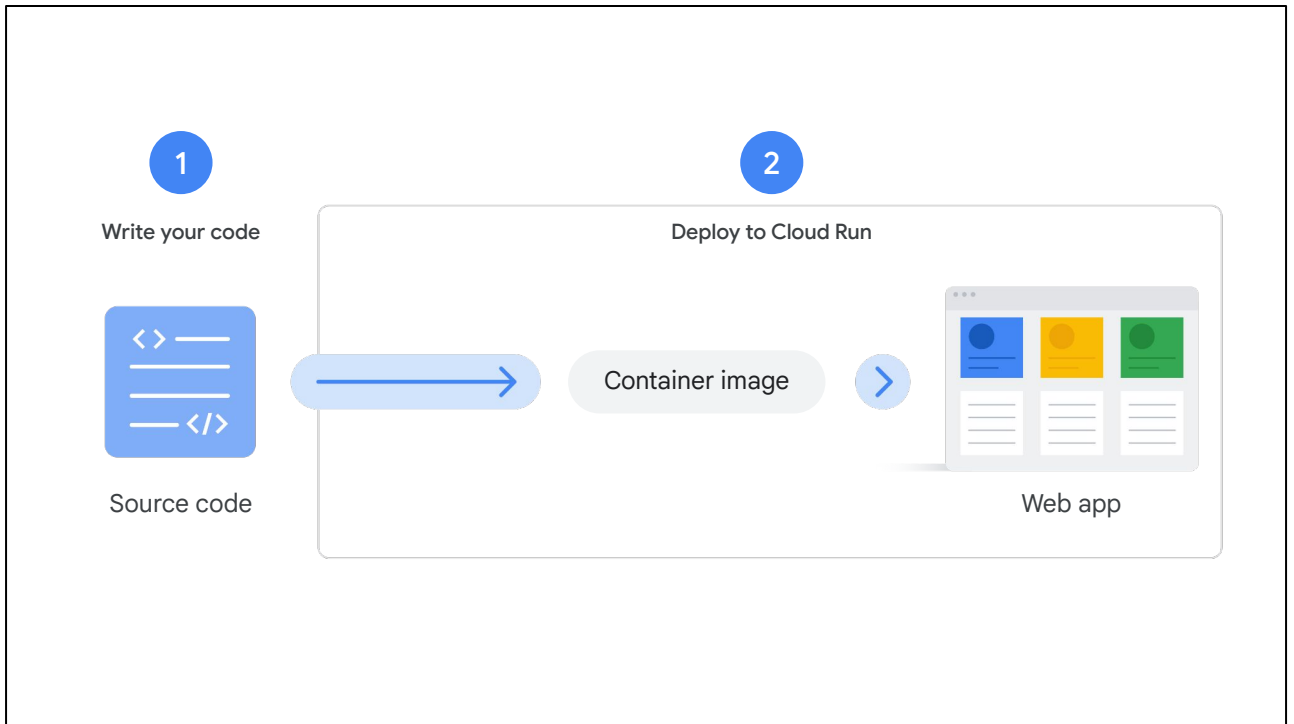 1
2
Write your code
Deploy to Cloud Run
< >
</>
Container image
Source code
Web app